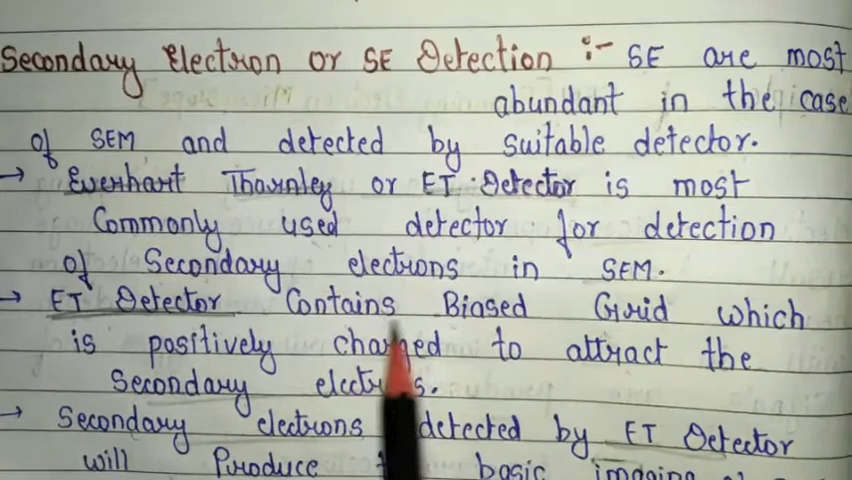 Secondary Electron or SE Detection :- SE are most
abundant in the case
of SEM and detected by suitable detector.
→ Everhart Thornley or ET Detector is most
Commonly used detector for detection
of Secondary electrons in SEM.
→ ET Detector Contains Biased Grid which
is positively charged to attract the
Secondary electrons.
→ Secondary electrons detected by ET Detector
will Produce basic imaging